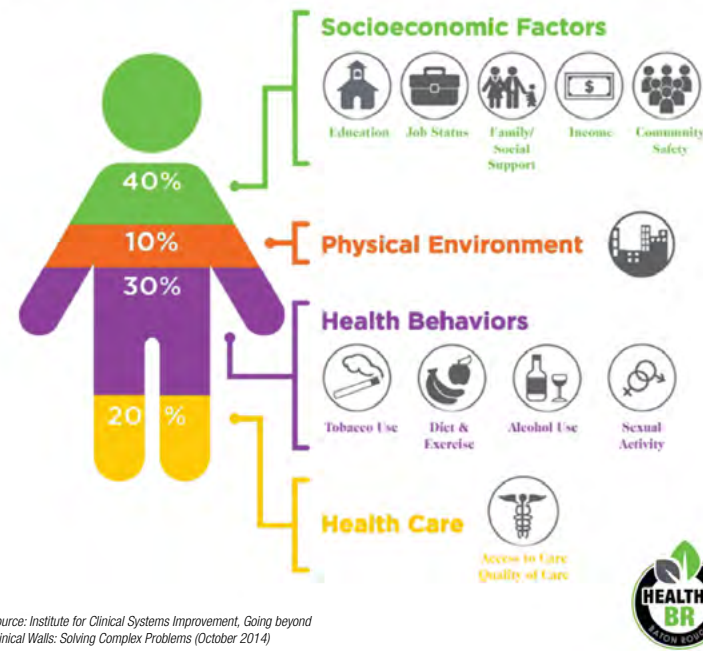 Socioeconomic Factors
Education
Job Status
Family/
Social
Support
Income
Community
Safety
40%
10%
Physical Environment
30%
Health Behaviors
Tobacco Use
Diet &
Exercise
Alcohol Use
Sexual
Activity
20 %
Health Care
Access to Care
Quality of Care
ource: Institute for Clinical Systems Improvement, Going beyond
linical Walls: Solving Complex Problems (October 2014)
HEALTH
BR
BATON ROUG